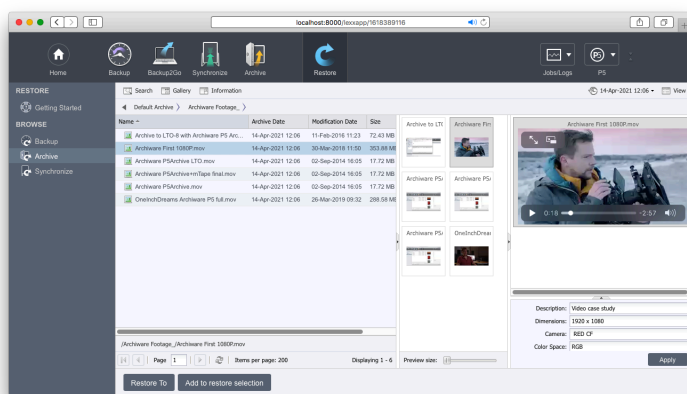 localhost:8000/lexxapp/1618389116
Home
Backup
Backup2Go
Synchronize
Archive
Restore
Jobs/Logs
P5
RESTORE
Getting Started
BROWSE
Backup
Archive
Synchronize
Search Gallery Information
14-Apr-2021 12:06 View
Default Archive Archiware Footage_
Name Archive Date Modification Date Size
Archive to LTO-8 with Archiware P5 Arc... 14-Apr-2021 12:06 11-Feb-2016 11:23 72.43 MB
Archiware First 1080P.mov 14-Apr-2021 12:06 30-Mar-2018 11:50 353.88 MB
Archiware P5Archive LTO.mov 14-Apr-2021 12:06 02-Sep-2014 16:05 17.72 MB
Archiware P5Archive+mTape final.mov 14-Apr-2021 12:06 02-Sep-2014 16:05 17.72 MB
Archiware P5Archive.mov 14-Apr-2021 12:06 02-Sep-2014 16:05 17.72 MB
OneInchDreams Archiware P5 full.mov 14-Apr-2021 12:06 26-Mar-2019 09:32 288.58 MB
Archive to LTO
Archiware Firs
Archiware P5A
Archiware P5A
Archiware P5A
OneInchDream
Archiware First 1080P.mov
0:18 -2:57
Description: Video case study
Dimensions: 1920 x 1080
Camera: RED CF
Color Space: RGB
Apply
/Archiware Footage_/Archiware First 1080P.mov
Page 1 Items per page: 200 Displaying 1 - 6
Preview size:
Restore To Add to restore selection